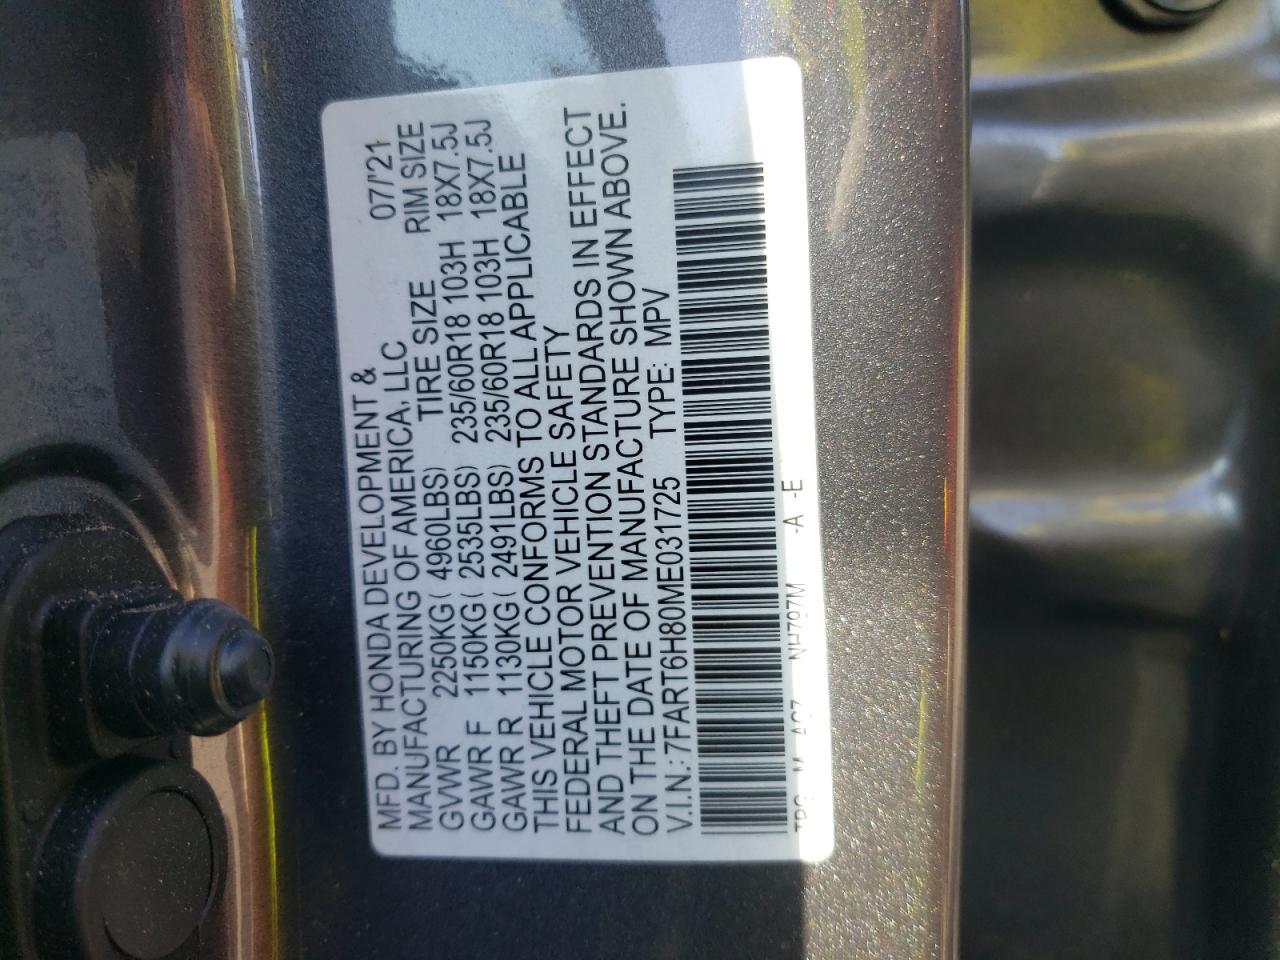 MFD. BY HONDA DEVELOPMENT &
MANUFACTURING OF AMERICA, LLC 07/'21
GVWR 2250KG( 4960LBS) TIRE SIZE RIM SIZE
GAWR F 1150KG( 2535LBS) 235/60R18 103H 18X7.5J
GAWR R 1130KG( 2491LBS) 235/60R18 103H 18X7.5J
THIS VEHICLE CONFORMS TO ALL APPLICABLE
FEDERAL MOTOR VEHICLE SAFETY
AND THEFT PREVENTION STANDARDS IN EFFECT
ON THE DATE OF MANUFACTURE SHOWN ABOVE.
V.I.N.: 7FART6H80ME031725 TYPE: MPV
NH797M -A -E